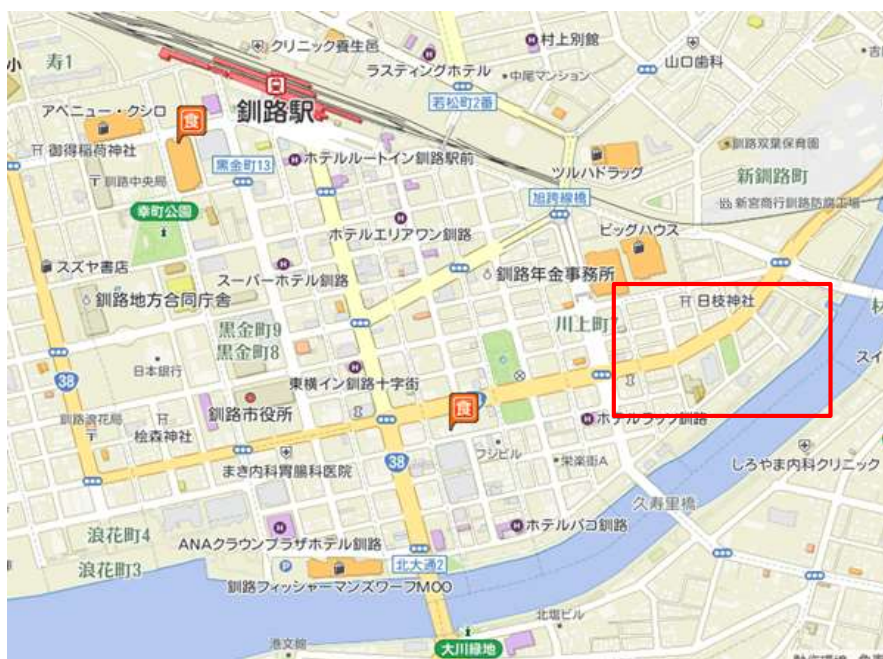 クリニック養生邑
村上別館
山口歯科
小
寿1
ラスティングホテル
中尾マンション
アベニュー・クシロ
食
釧路駅
若松町2番
御得稲荷神社
黒金町13
ホテルルートイン釧路駅前
ツルハドラッグ
釧路双葉保育園
新釧路町
釧路中央局
旭跨線橋
新宮商行釧路防腐工場
幸町公園
ホテルエリアワン釧路
ビッグハウス
スズヤ書店
スーパーホテル釧路
釧路年金事務所
釧路地方合同庁舎
日枝神社
黒金町9
川上町7
黒金町8
日本銀行
東横イン釧路十字街
スイ
38
釧路浪花局
釧路市役所
食
桧森神社
ホテルラッソ釧路
フジビル
まき内科胃腸科医院
38
栄楽街A
しろやま内科クリニック
久寿里橋
浪花町4
ANAクラウンプラザホテル釧路
ホテルパコ釧路
浪花町3
北大通2
釧路フィッシャーマンズワーフMOO
北塩ビル
港文館
大川緑地